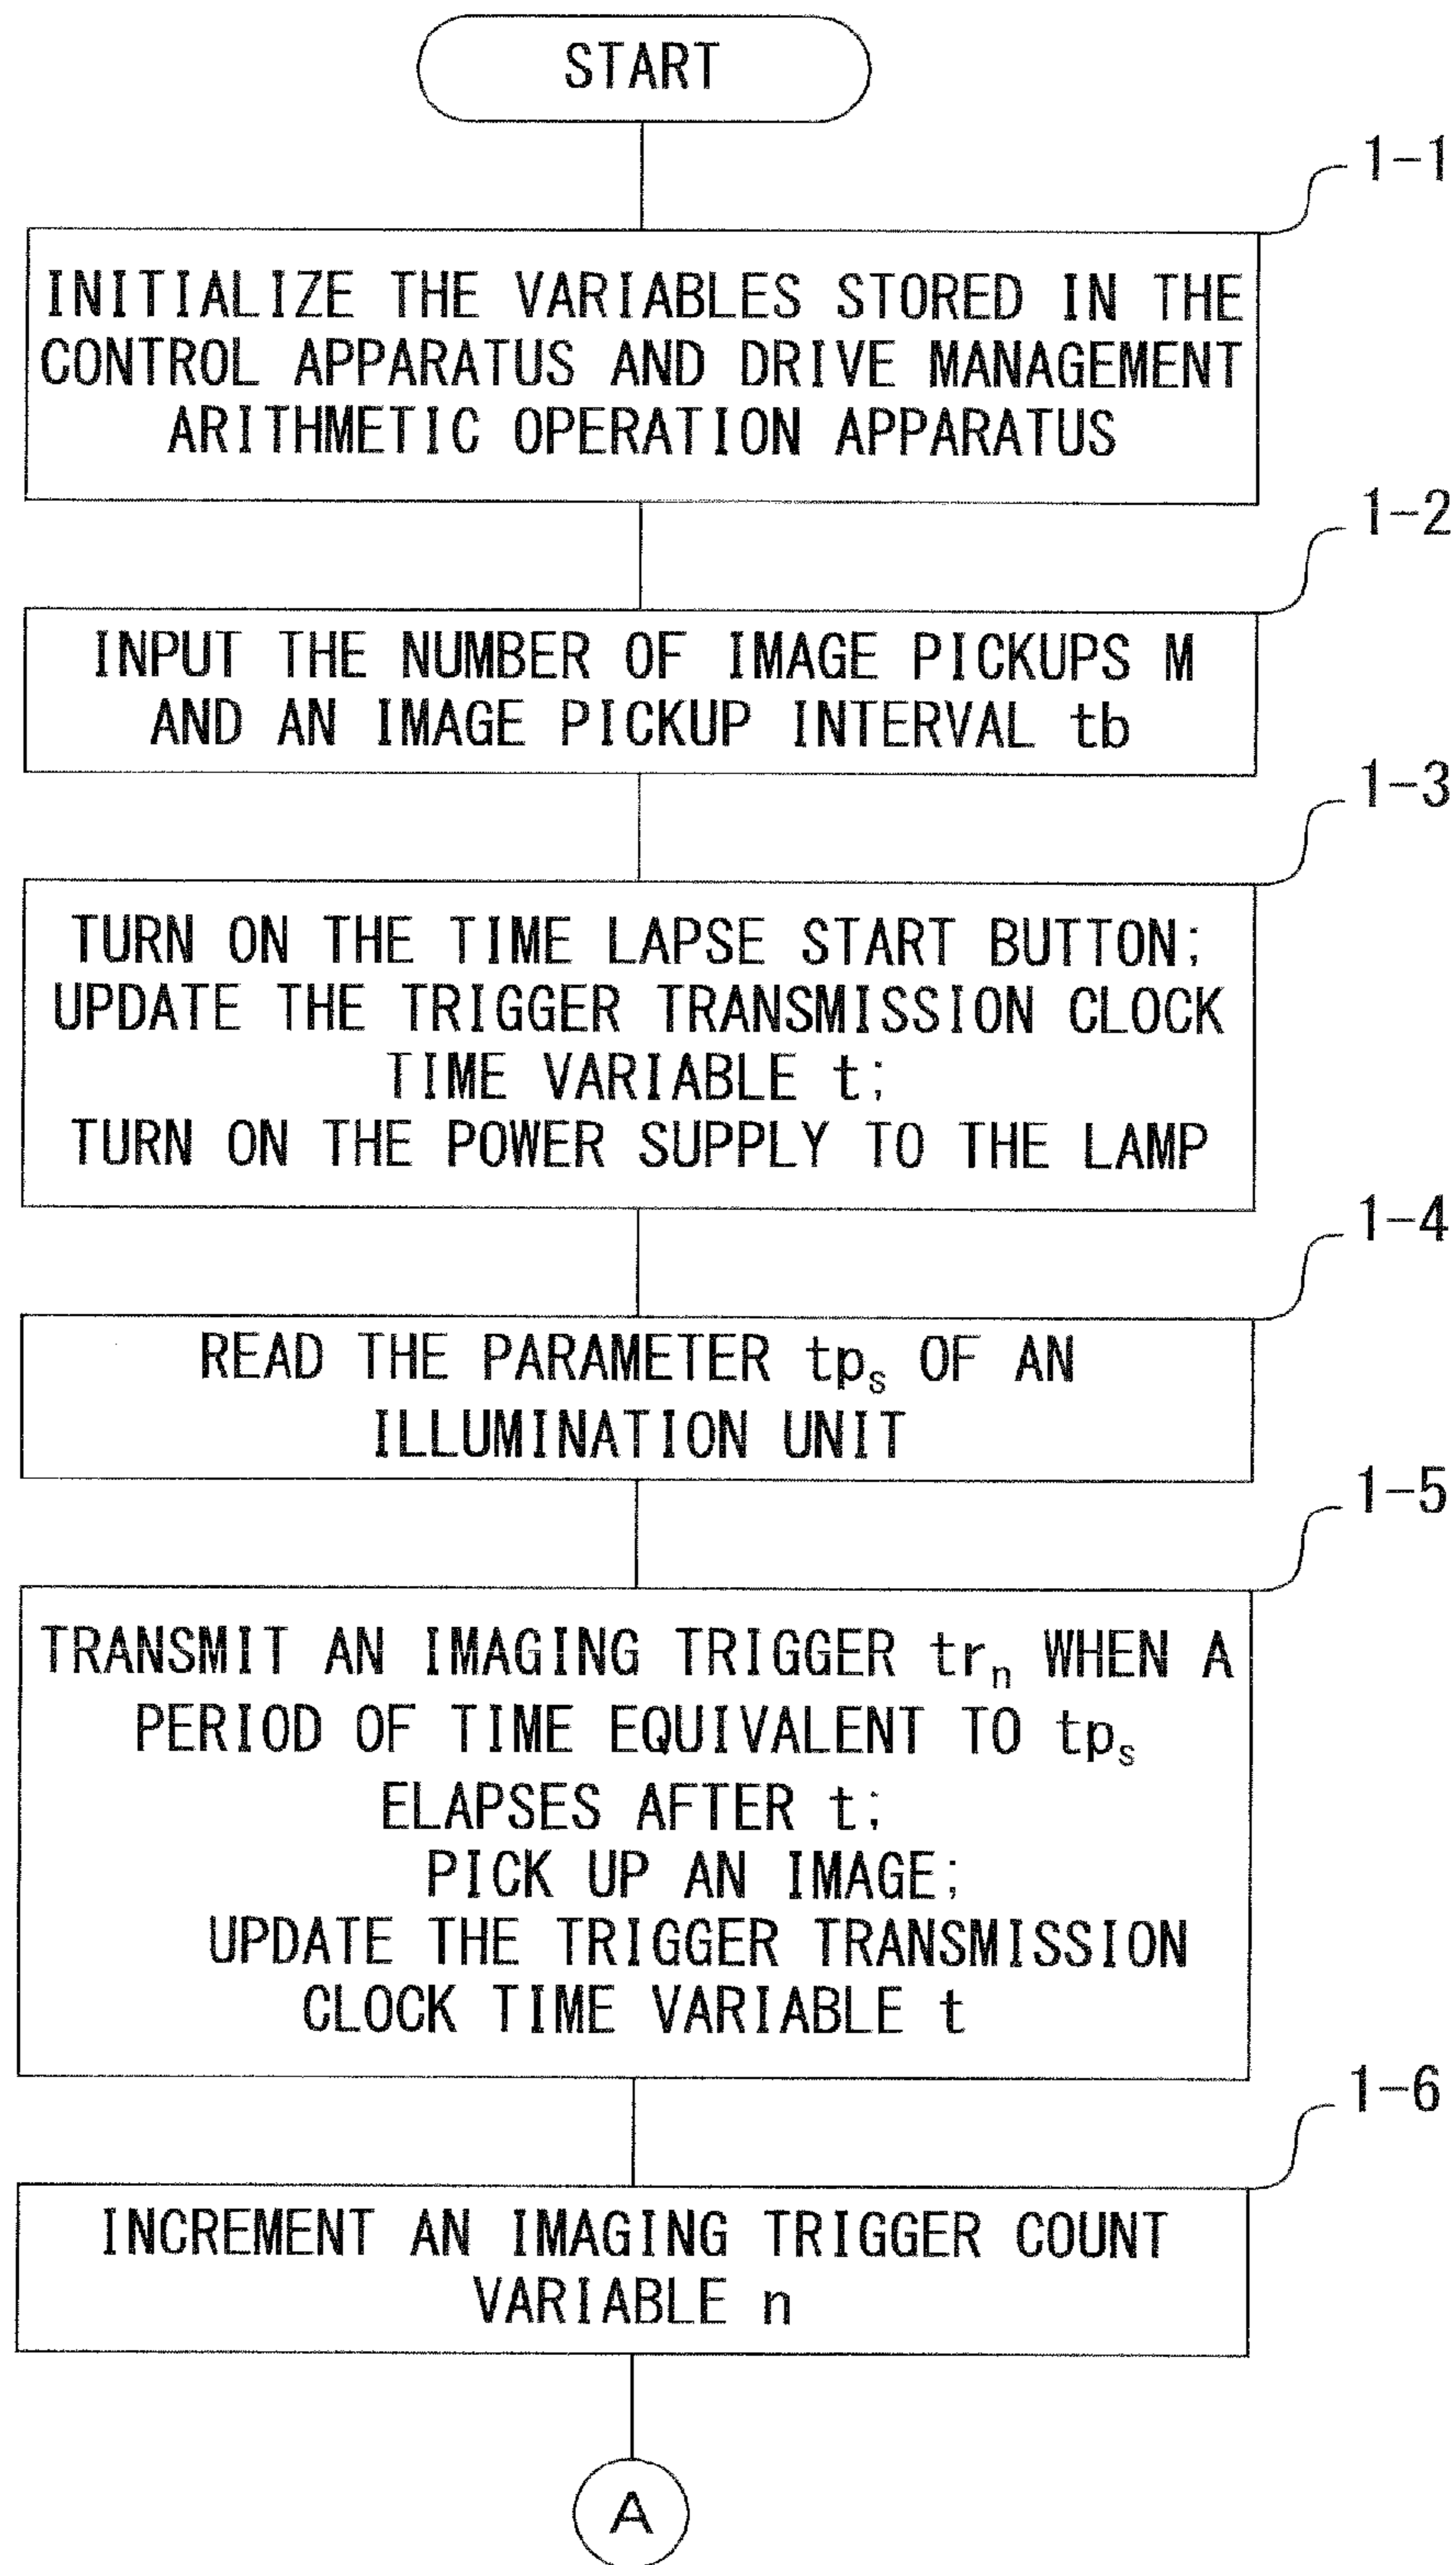 START
1-1
INITIALIZE THE VARIABLES STORED IN THE
CONTROL APPARATUS AND DRIVE MANAGEMENT
ARITHMETIC OPERATION APPARATUS
1-2
INPUT THE NUMBER OF IMAGE PICKUPS M
AND AN IMAGE PICKUP INTERVAL tb
1-3
TURN ON THE TIME LAPSE START BUTTON;
UPDATE THE TRIGGER TRANSMISSION CLOCK
TIME VARIABLE t;
TURN ON THE POWER SUPPLY TO THE LAMP
1-4
READ THE PARAMETER tpₛ OF AN
ILLUMINATION UNIT
1-5
TRANSMIT AN IMAGING TRIGGER trₙ WHEN A
PERIOD OF TIME EQUIVALENT TO tpₛ
ELAPSES AFTER t;
PICK UP AN IMAGE;
UPDATE THE TRIGGER TRANSMISSION
CLOCK TIME VARIABLE t
1-6
INCREMENT AN IMAGING TRIGGER COUNT
VARIABLE n
A